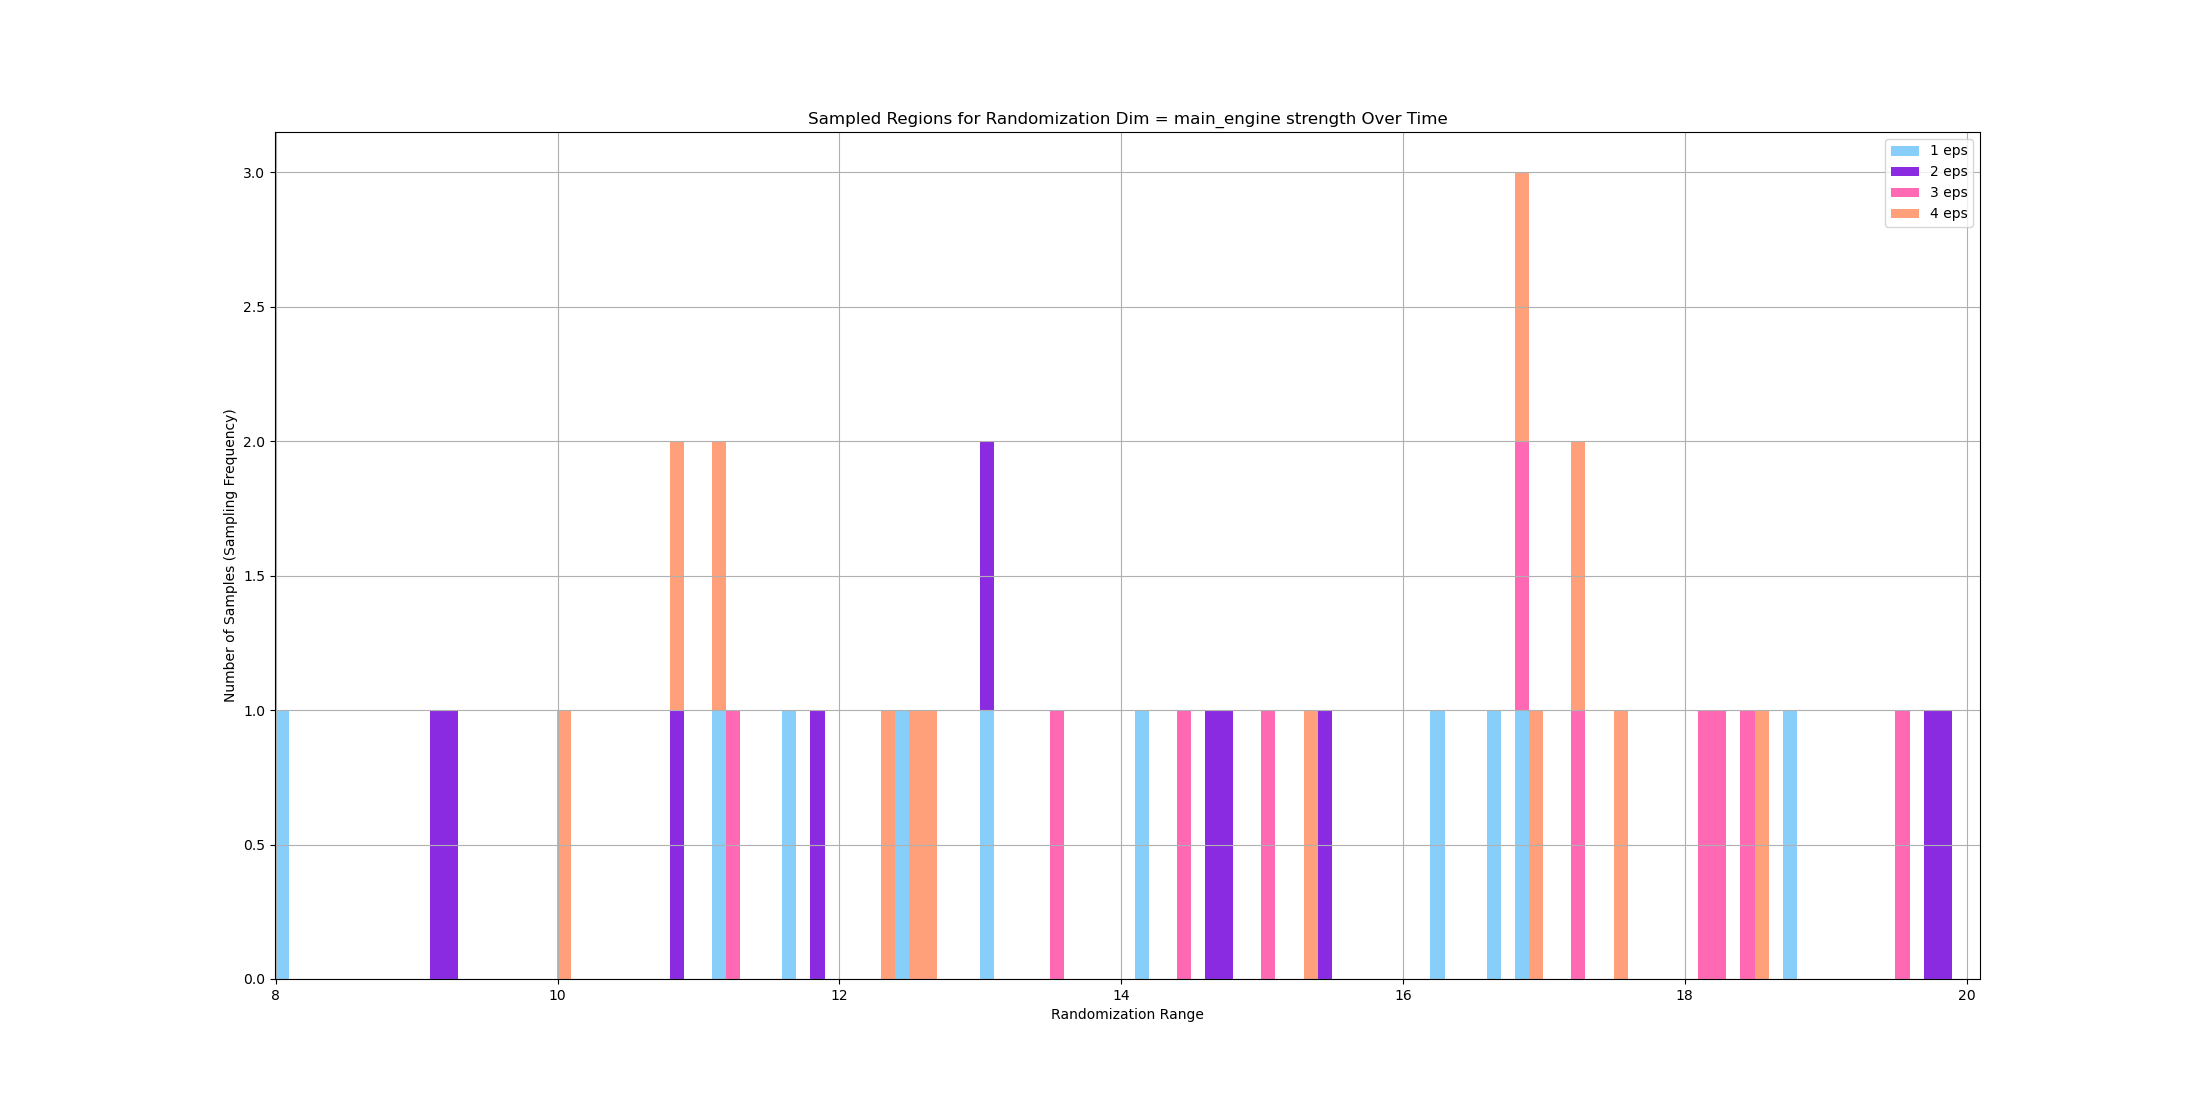 Sampled Regions for Randomization Dim = main_engine strength Over Time
1 eps
2 eps
3 eps
4 eps
3.0
2.5
2.0
1.5
1.0
0.5
0.0
Number of Samples (Sampling Frequency)
8 10 12 14 16 18 20
Randomization Range